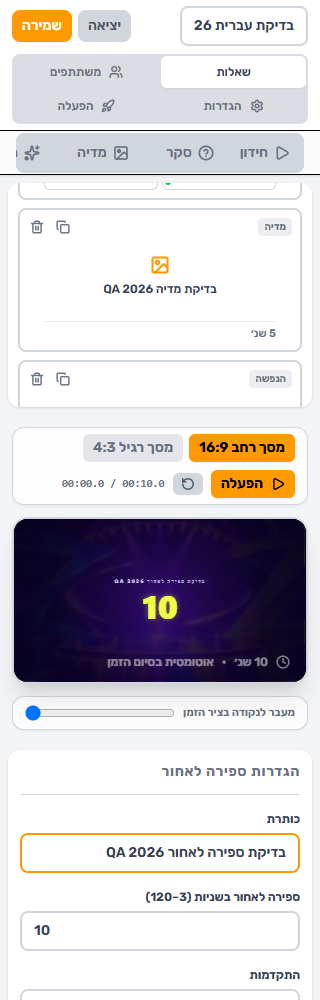 בדיקת עברית 26
יציאה
שמירה
שאלות
משתתפים
הגדרות
הפעלה
חידון
סקר
מדיה
מדיה
בדיקת מדיה QA 2026
5 שנ׳
הנפשה
מסך רחב 16:9
מסך רגיל 4:3
הפעלה
00:00.0 / 00:10.0
בדיקת ספירה לאחור QA 2026
10
10 שנ׳ • אוטומטית בסיום הזמן
מעבר לנקודה בציר הזמן
הגדרות ספירה לאחור
כותרת
בדיקת ספירה לאחור QA 2026
ספירה לאחור בשניות (3–120)
10
התקדמות